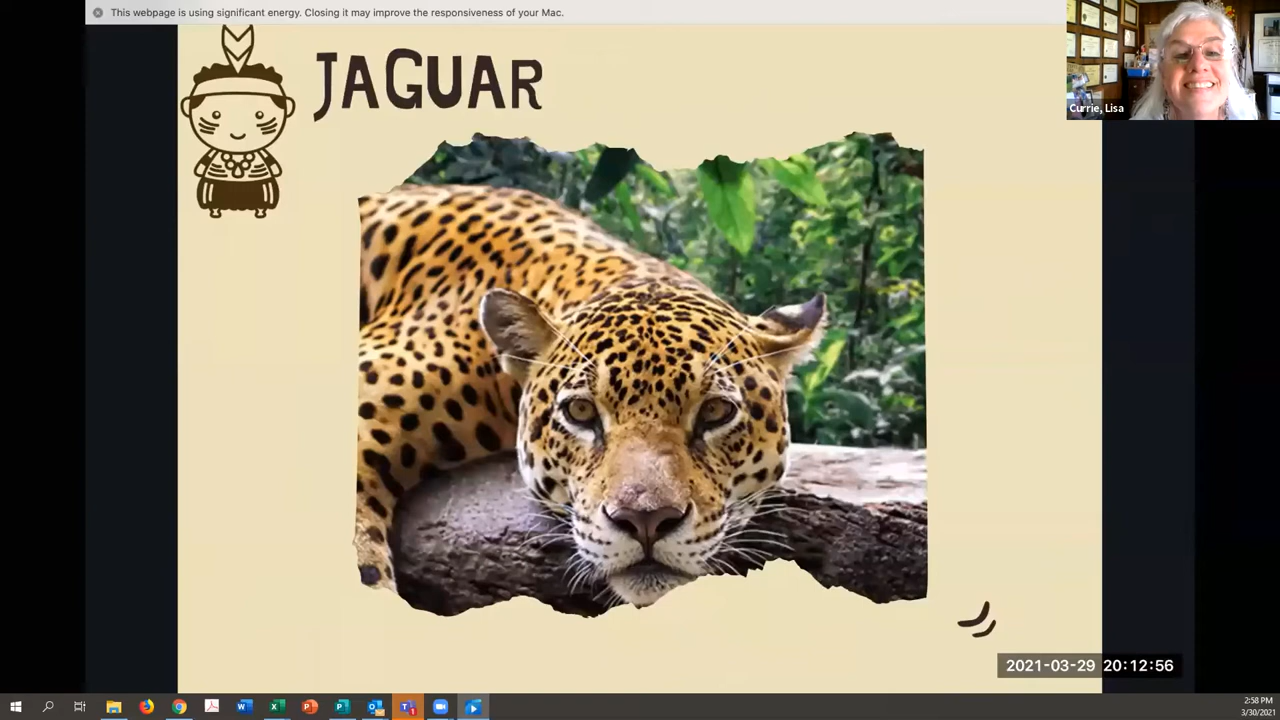 This webpage is using significant energy. Closing it may improve the responsiveness of your Mac.
JAGUAR
Currie, Lisa
2021-03-29 20:12:56
2:58 PM
3/30/2021